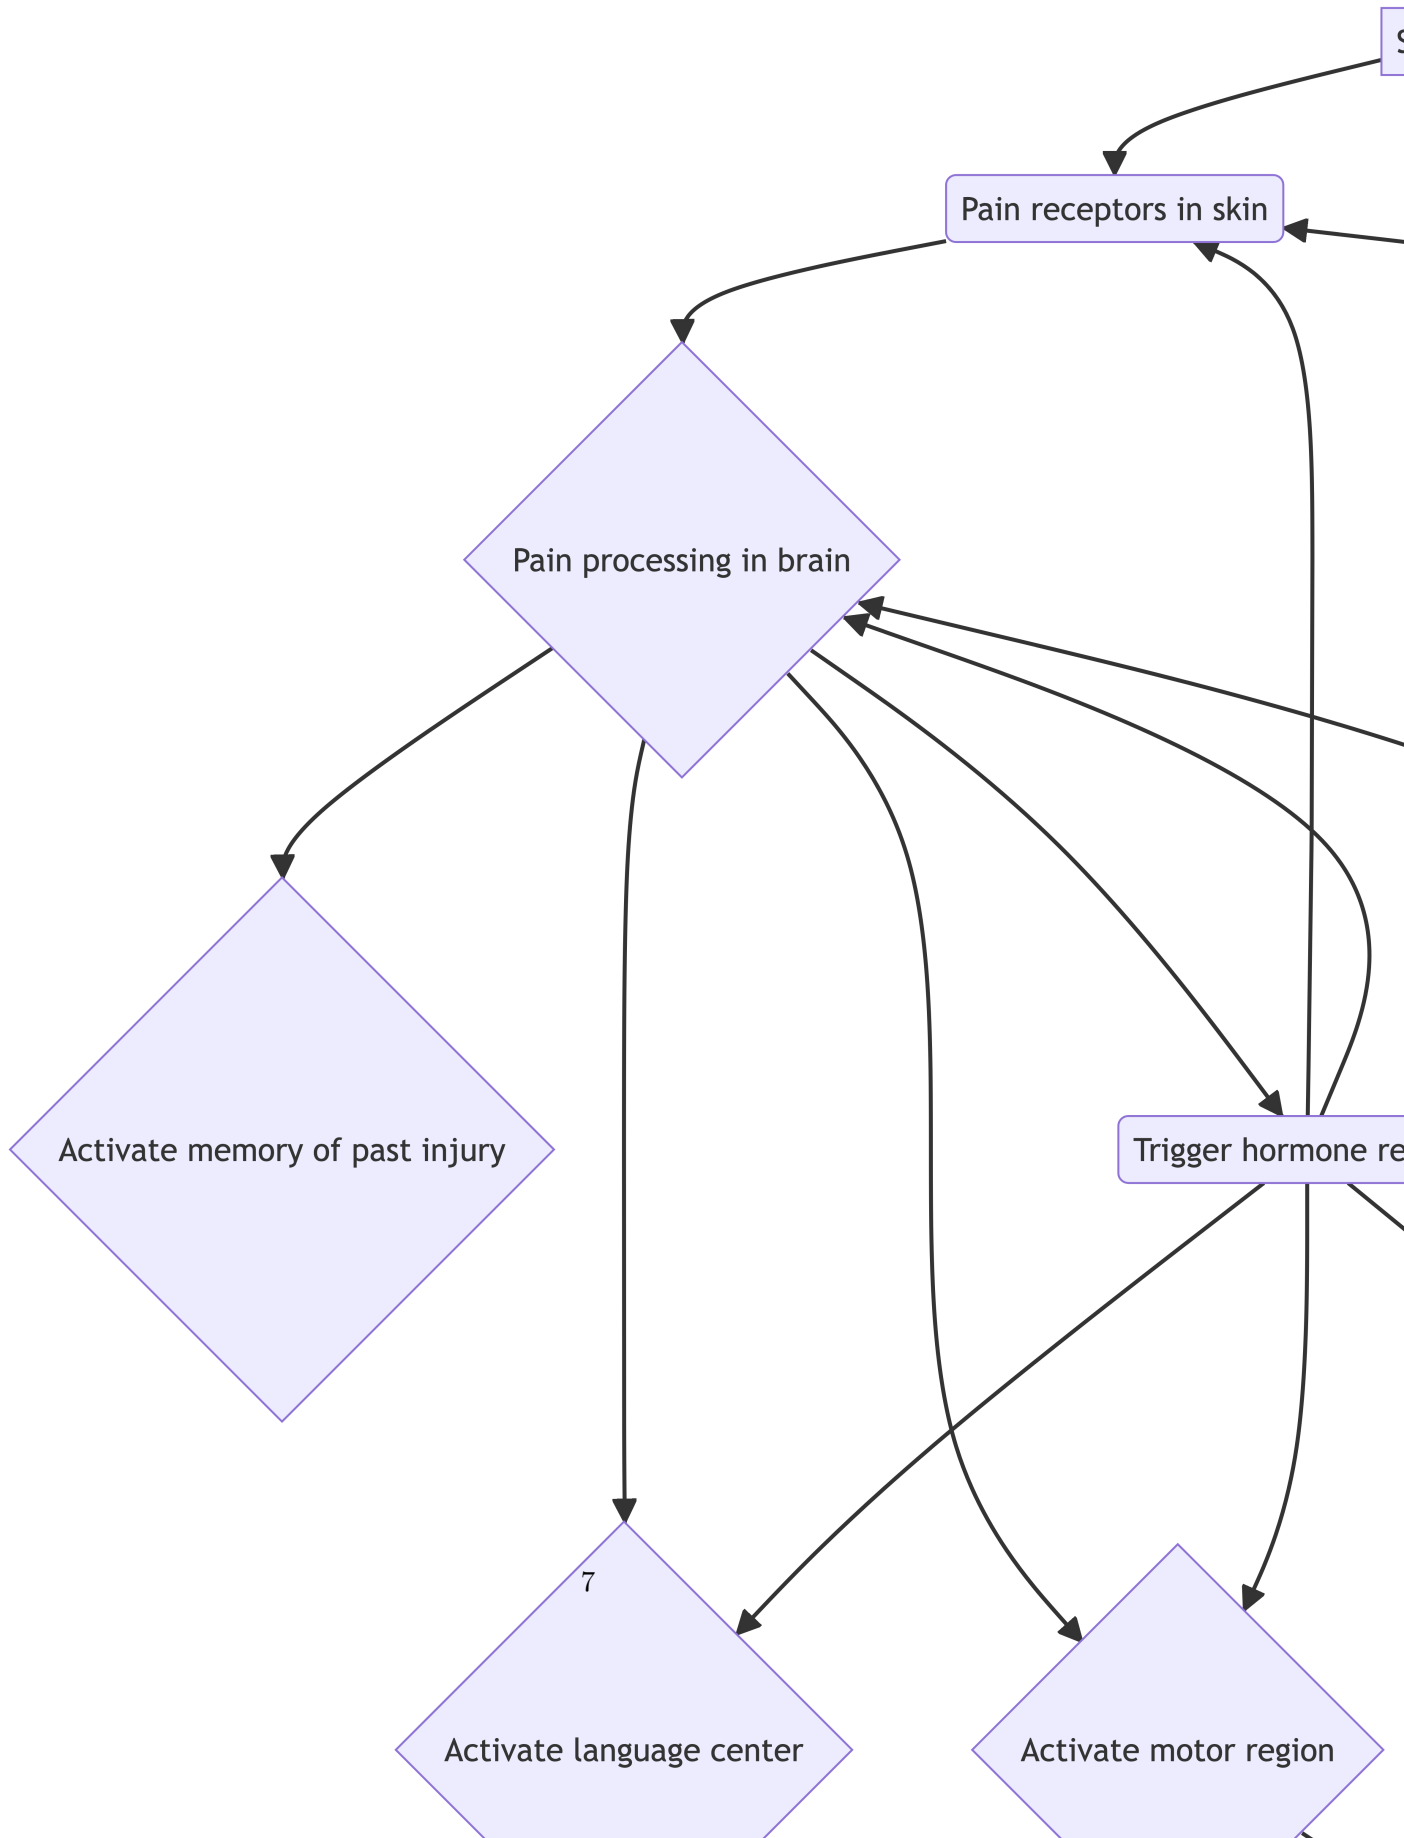 Pain receptors in skin
Pain processing in brain
Activate memory of past injury
Trigger hormone
7
Activate language center
Activate motor region